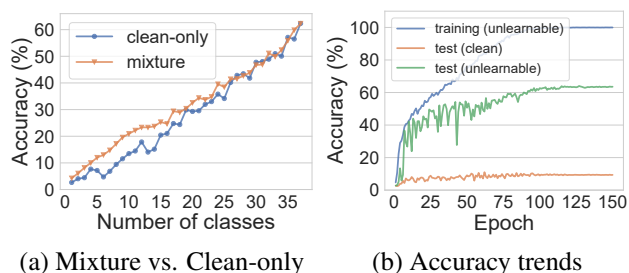 Accuracy (%)
60
50
40
30
20
10
0
clean-only
mixture
0 5 10 15 20 25 30 35
Number of classes
(a) Mixture vs. Clean-only
Accuracy (%)
100
80
60
40
20
0
training (unlearnable)
test (clean)
test (unlearnable)
0 25 50 75 100 125 150
Epoch
(b) Accuracy trends